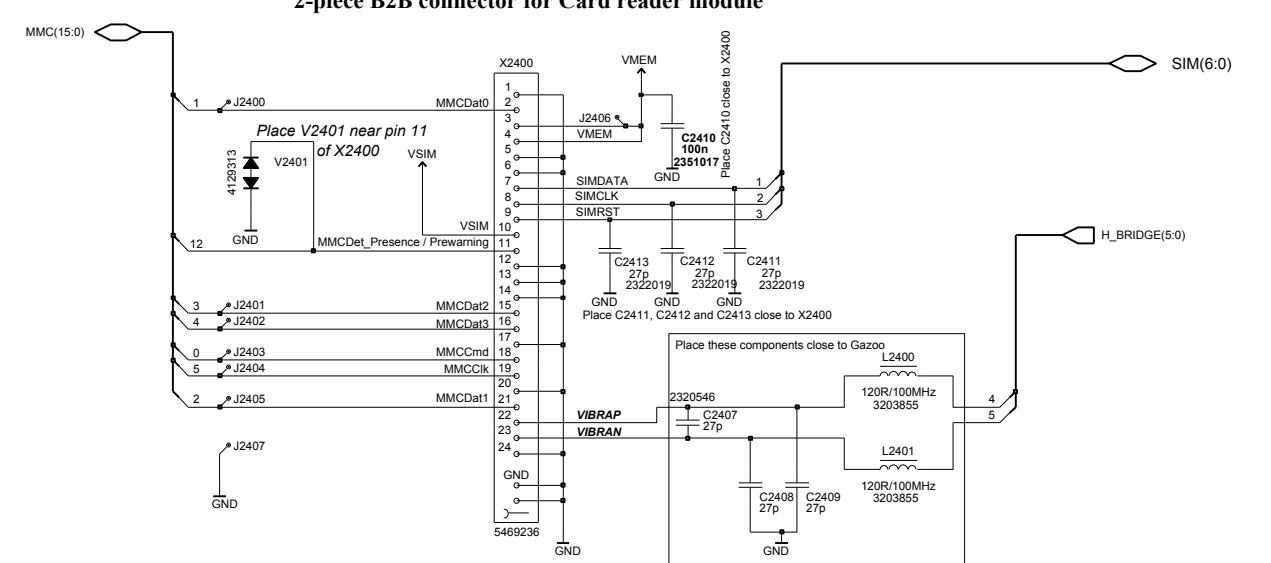 2-piece B2B connector for Card reader module
MMC(15:0)
SIM(6:0)
H_BRIDGE(5:0)
X2400
VMEM
Place C2410 close to X2400
1 J2400 MMCDat0
Place V2401 near pin 11
of X2400
V2401
4129313
GND
VSIM
12
VSIM
MMCDet_Presence / Prewarning
3 J2401 MMCDat2
4 J2402 MMCDat3
0 J2403 MMCCmd
5 J2404 MMCClk
2 J2405 MMCDat1
J2407
GND
1
2
3
4
5
6
7
8
9
10
11
12
13
14
15
16
17
18
19
20
21
22
23
24
GND
5469236
GND
J2406
VMEM
C2410
100n
2351017
GND
SIMDATA 1
SIMCLK 2
SIMRST 3
C2413
27p
2322019
GND
C2412
27p
2322019
GND
C2411
27p
2322019
GND
Place C2411, C2412 and C2413 close to X2400
Place these components close to Gazoo
L2400
120R/100MHz
3203855
2320546
C2407
27p
VIBRAP
VIBRAN
4
5
L2401
120R/100MHz
3203855
C2408
27p
C2409
27p
GND